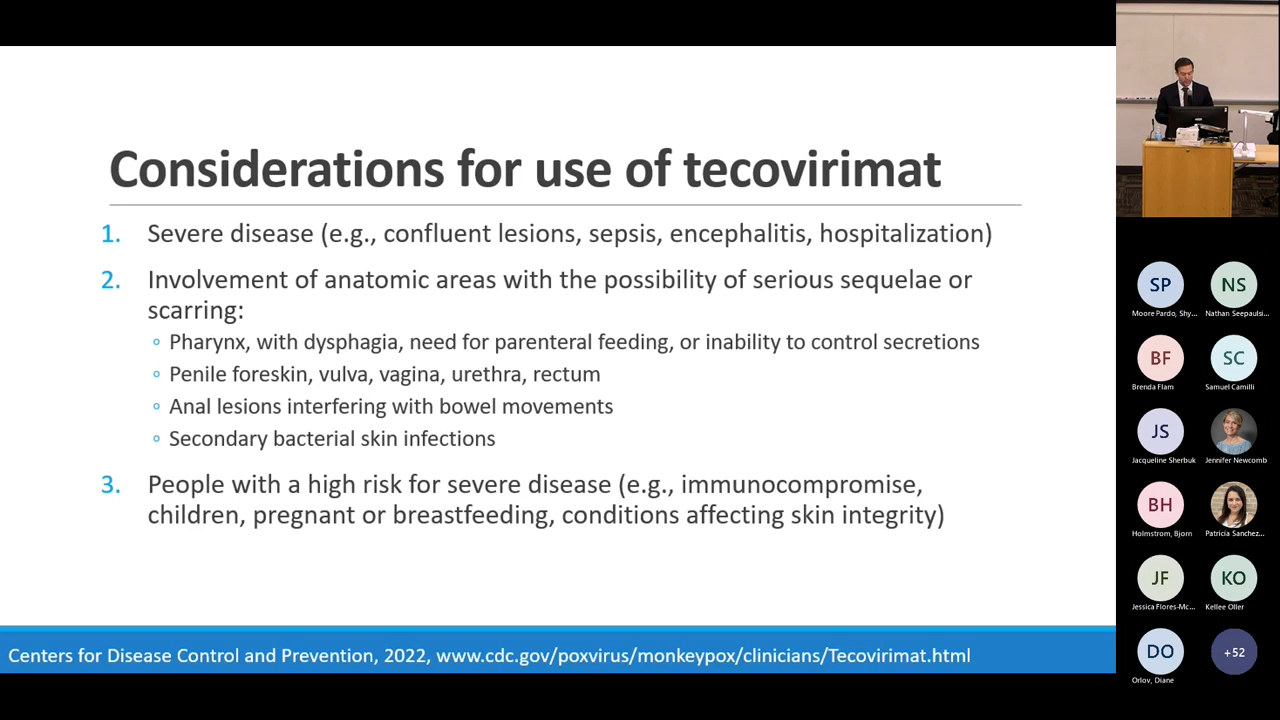 Considerations for use of tecovirimat
1. Severe disease (e.g., confluent lesions, sepsis, encephalitis, hospitalization)
2. Involvement of anatomic areas with the possibility of serious sequelae or
scarring:
◦ Pharynx, with dysphagia, need for parenteral feeding, or inability to control secretions
◦ Penile foreskin, vulva, vagina, urethra, rectum
◦ Anal lesions interfering with bowel movements
◦ Secondary bacterial skin infections
3. People with a high risk for severe disease (e.g., immunocompromise,
children, pregnant or breastfeeding, conditions affecting skin integrity)
Centers for Disease Control and Prevention, 2022, www.cdc.gov/poxvirus/monkeypox/clinicians/Tecovirimat.html
SP
Moore Pardo, Shy...
NS
Nathan Seepaulsi...
BF
Brenda Flam
SC
Samuel Camilli
JS
Jacqueline Sherbuk
Jennifer Newcomb
BH
Holmstrom, Bjorn
Patricia Sanchez...
JF
Jessica Flores-Mc...
KO
Kellee Oller
DO
Orlov, Diane
+52